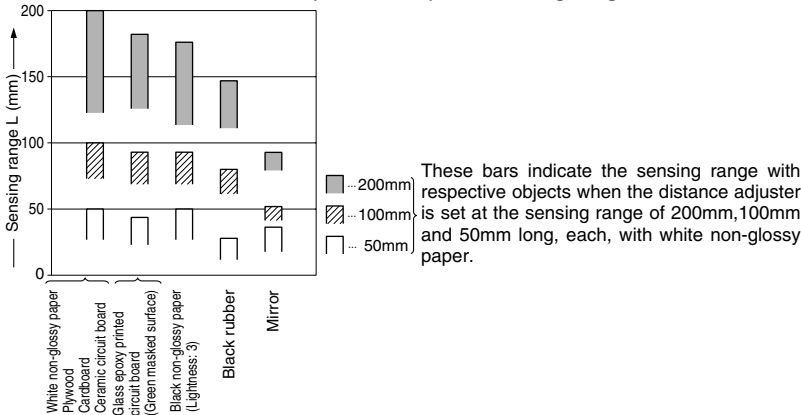 200
150
100
50
0
Sensing range L (mm)
White non-glossy paper
Plywood
Cardboard
Ceramic circuit board
Glass epoxy printed
circuit board
(Green masked surface)
Black non-glossy paper
(Lightness: 3)
Black rubber
Mirror
...200mm
...100mm
... 50mm
These bars indicate the sensing range with
respective objects when the distance adjuster
is set at the sensing range of 200mm,100mm
and 50mm long, each, with white non-glossy
paper.